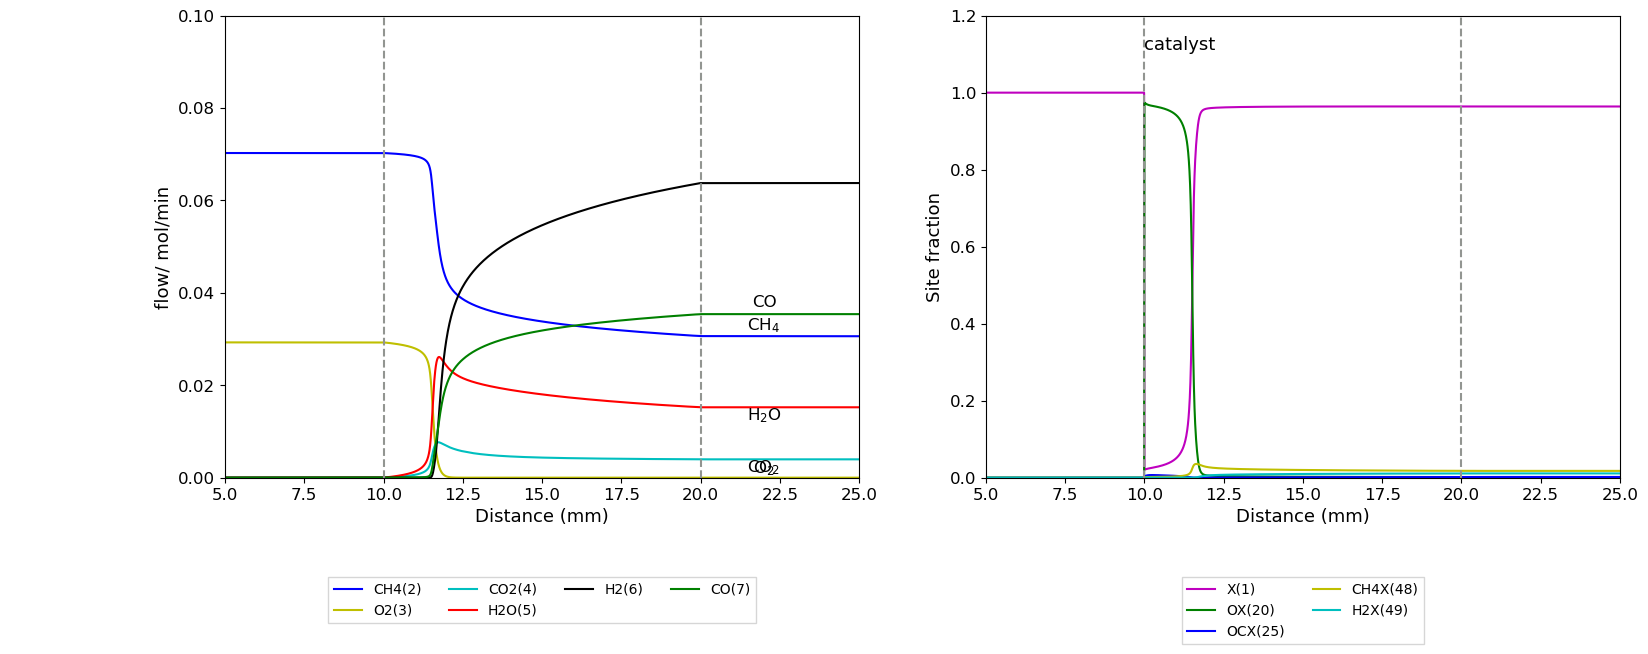 0.10
0.08
0.06
0.04
0.02
0.00
flow/ mol/min
CO
CH4
H2O
CO2
O2
5.0 7.5 10.0 12.5 15.0 17.5 20.0 22.5 25.0
Distance (mm)
CH4(2) CO2(4) H2(6) CO(7)
O2(3) H2O(5)
1.2
1.0
0.8
0.6
0.4
0.2
0.0
Site fraction
catalyst
5.0 7.5 10.0 12.5 15.0 17.5 20.0 22.5 25.0
Distance (mm)
X(1) CH4X(48)
OX(20) H2X(49)
OCX(25)